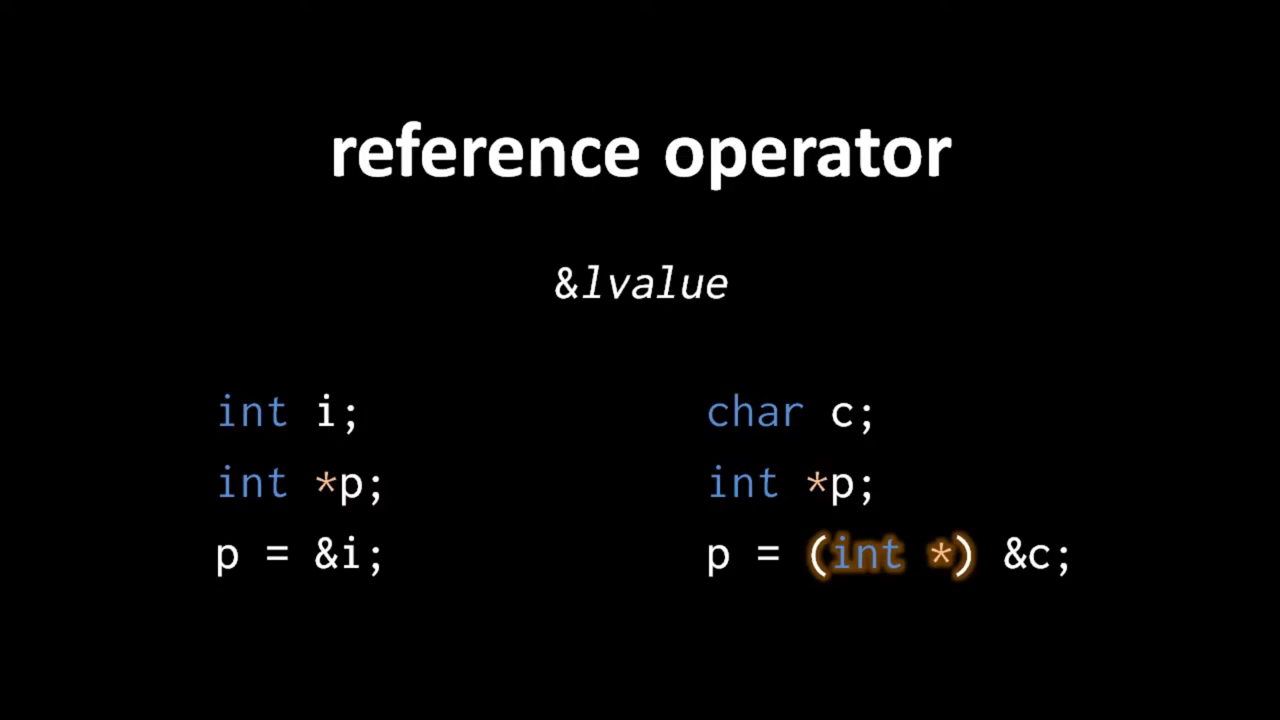 reference operator
&lvalue
int i;
int *p;
p = &i;
char c;
int *p;
p = (int *) &c;